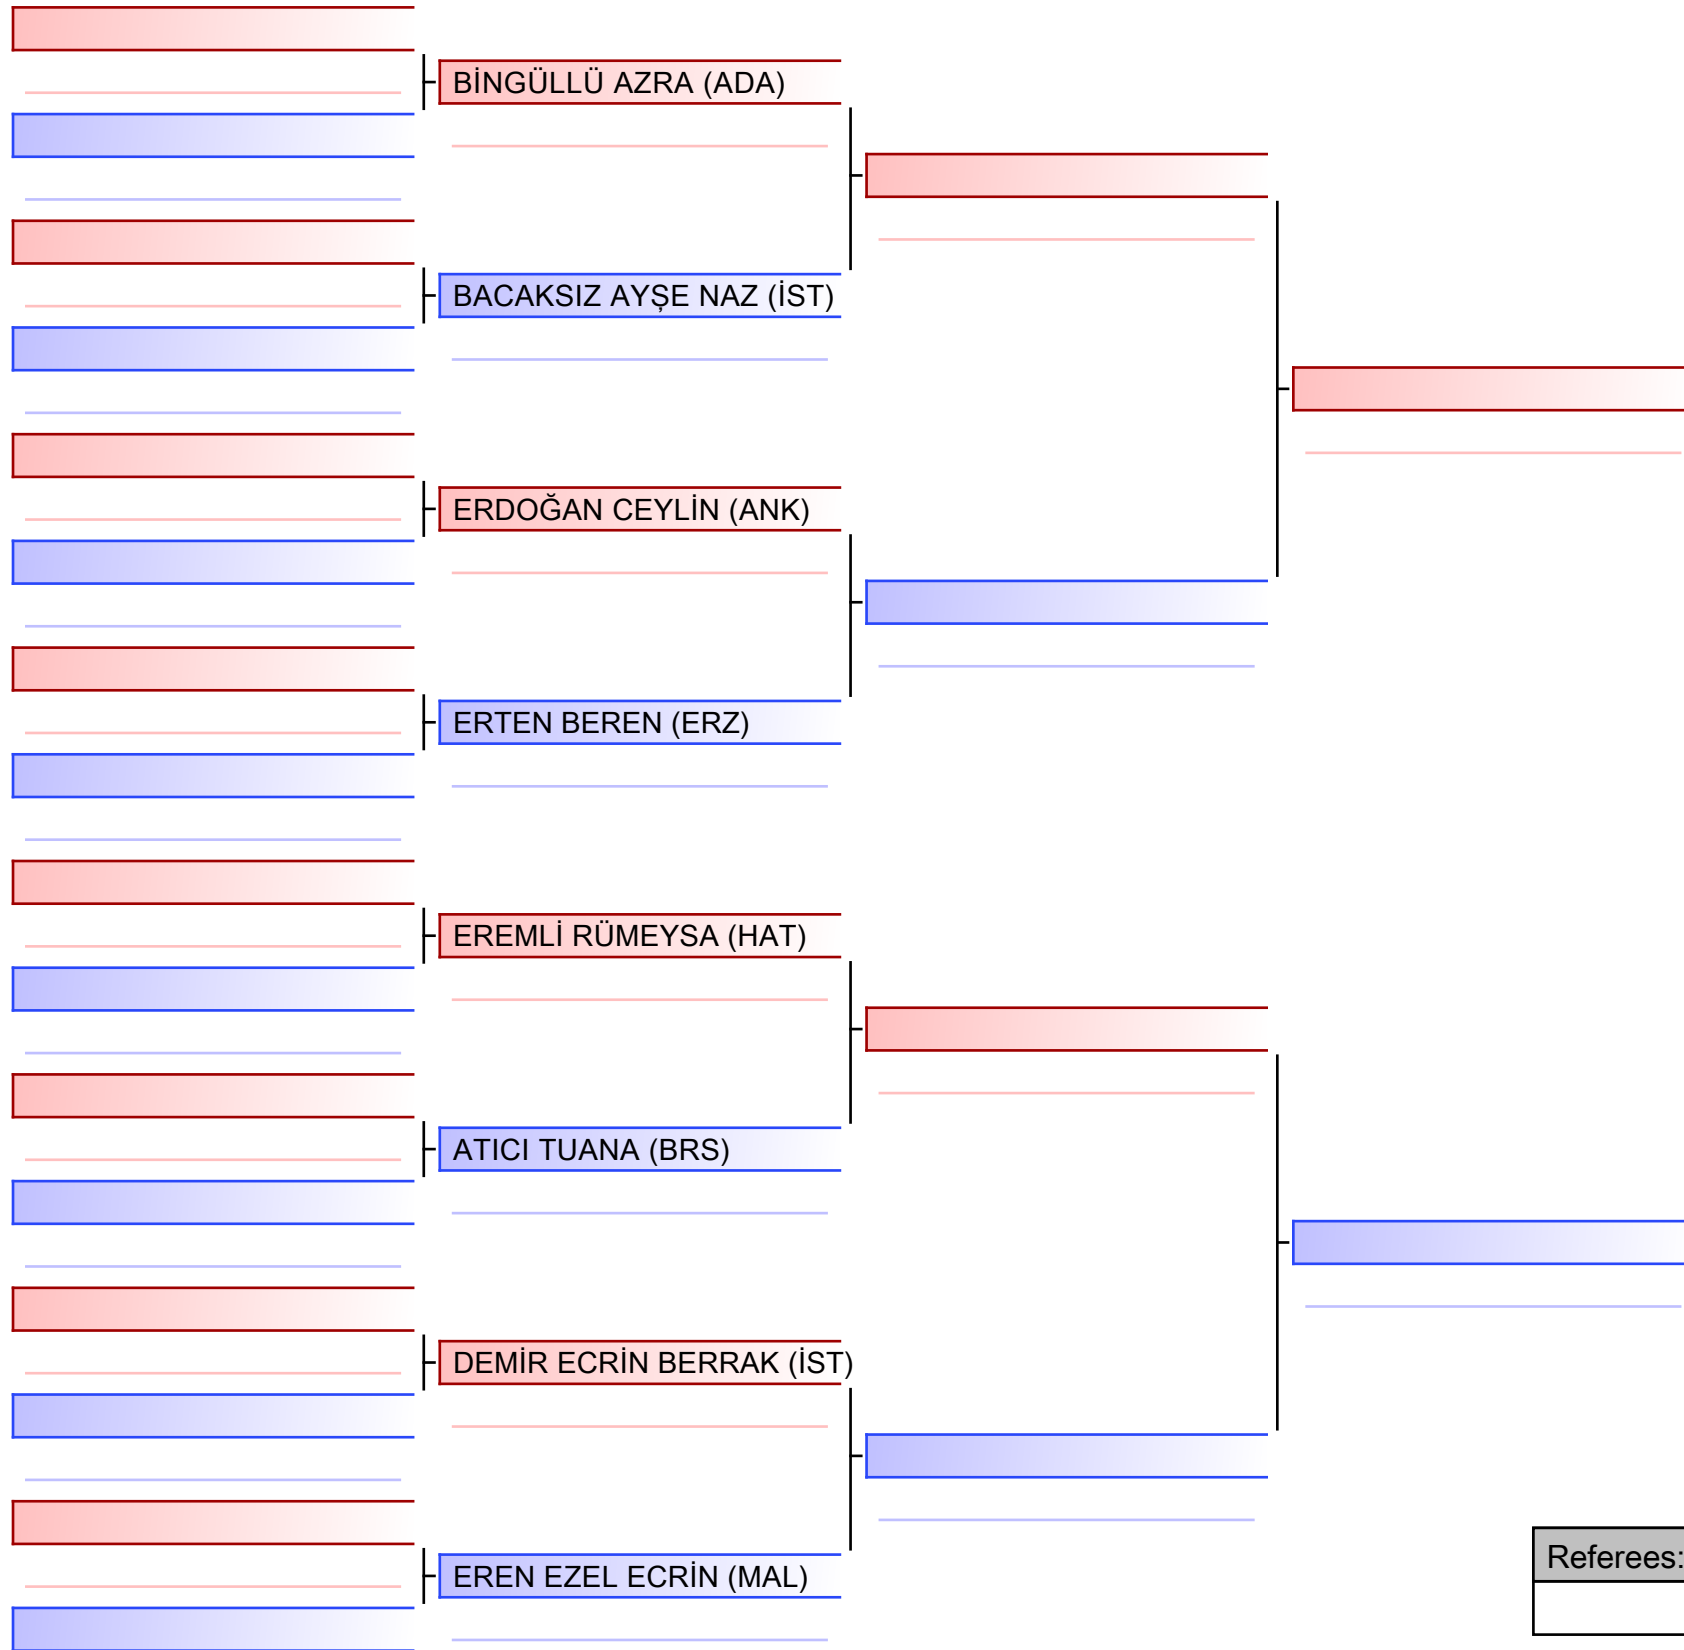 BİNGÜLLÜ AZRA (ADA)
BACAKSIZ AYŞE NAZ (İST)
ERDOĞAN CEYLİN (ANK)
ERTEN BEREN (ERZ)
EREMLİ RÜMEYSA (HAT)
ATICI TUANA (BRS)
DEMİR ECRİN BERRAK (İST)
EREN EZEL ECRİN (MAL)
Referees: